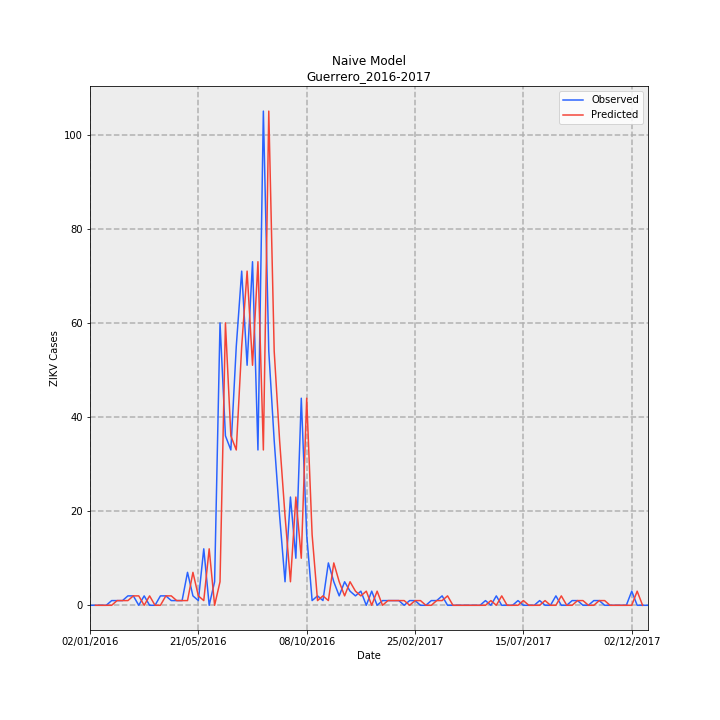 Naive Model
Guerrero_2016-2017
Observed
Predicted
100
80
60
40
20
0
ZIKV Cases
02/01/2016 21/05/2016 08/10/2016 25/02/2017 15/07/2017 02/12/2017
Date